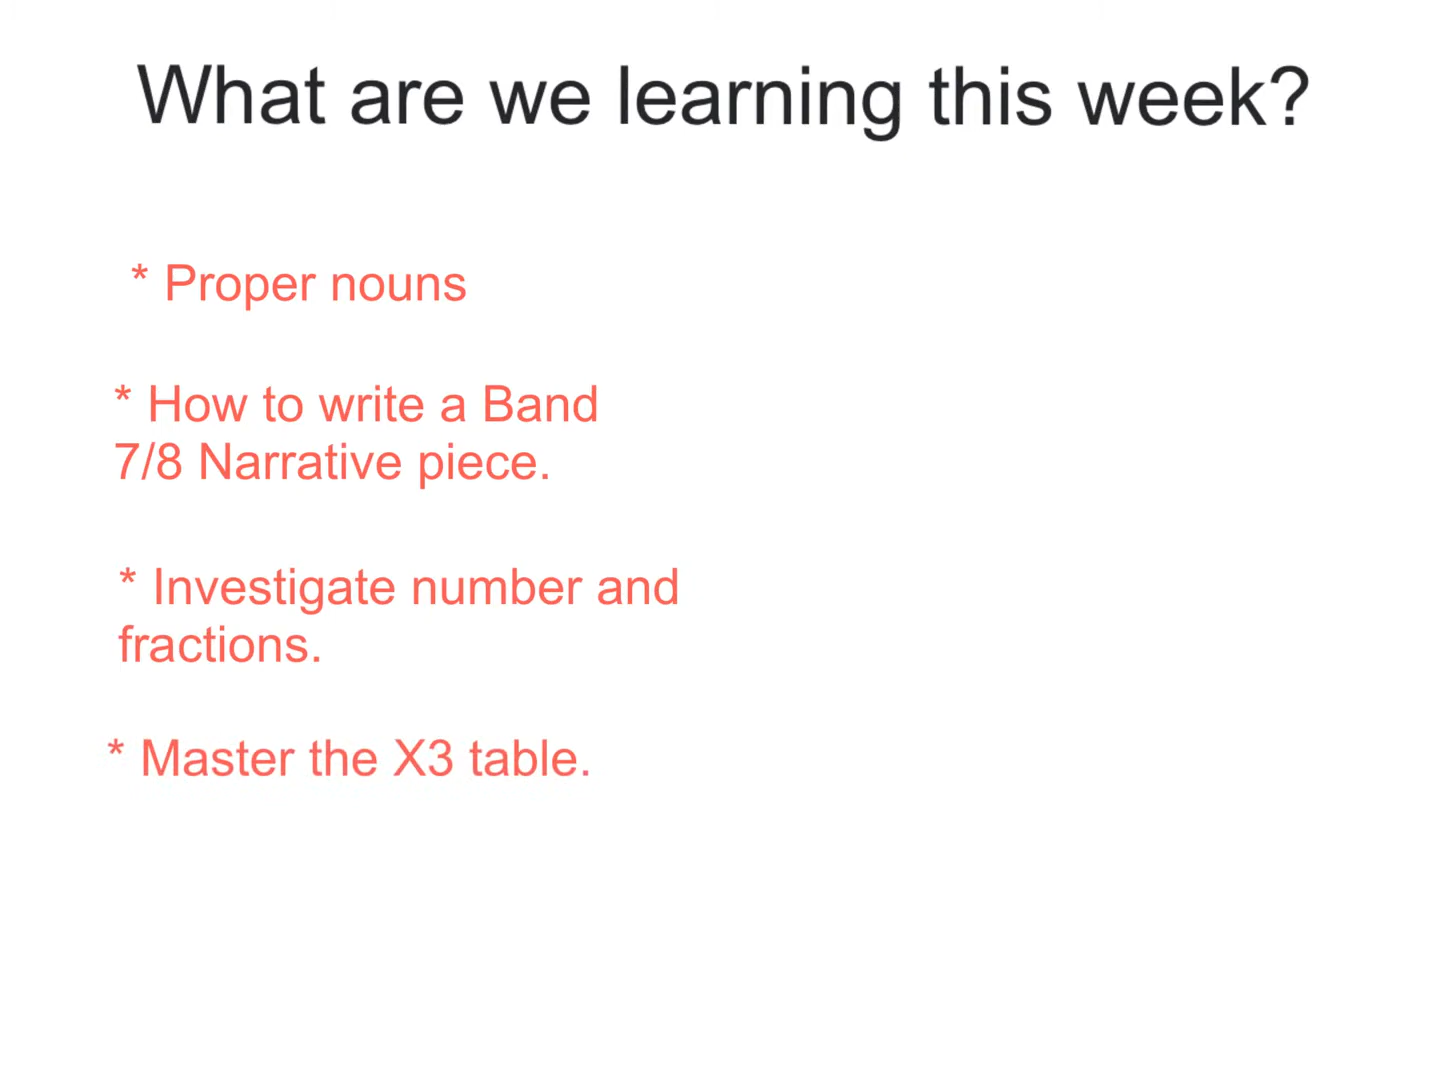 What are we learning this week?
* Proper nouns
* How to write a Band
7/8 Narrative piece.
* Investigate number and
fractions.
* Master the X3 table.